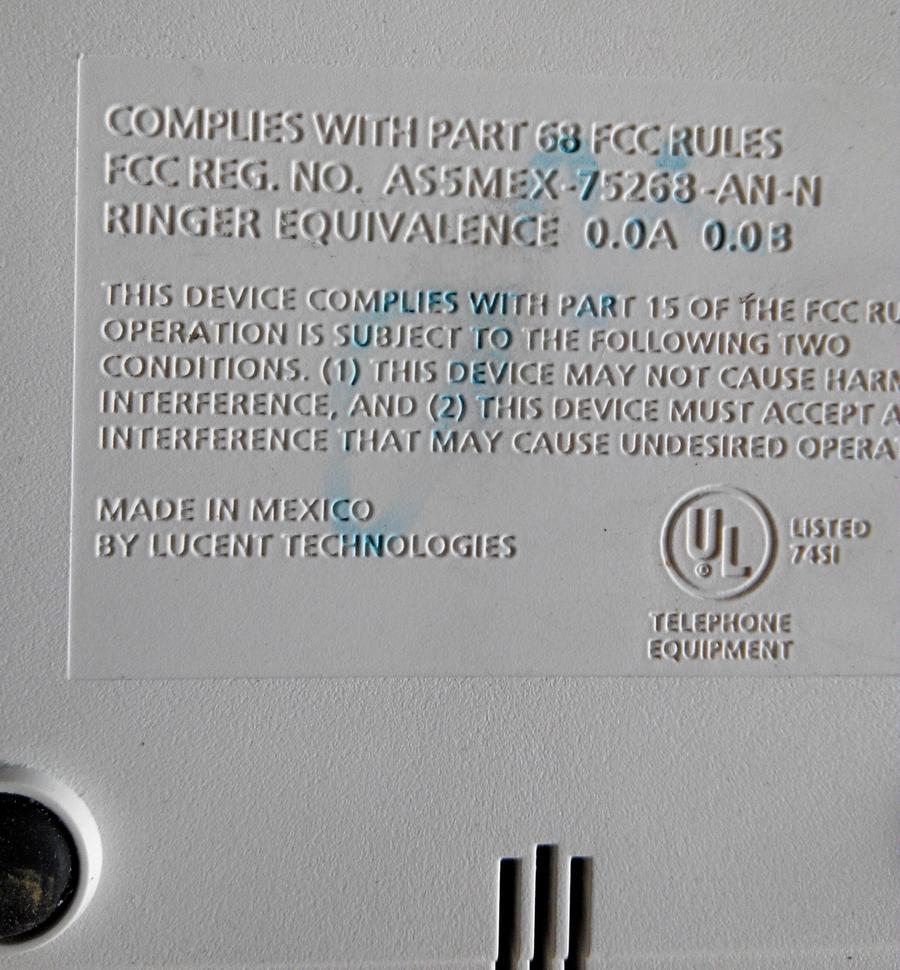 COMPLIES WITH PART 68 FCC RULES
FCC REG. NO. AS5MEX-75268-AN-N
RINGER EQUIVALENCE 0.0A 0.0B
THIS DEVICE COMPLIES WITH PART 15 OF THE FCC RU
OPERATION IS SUBJECT TO THE FOLLOWING TWO
CONDITIONS. (1) THIS DEVICE MAY NOT CAUSE HARM
INTERFERENCE, AND (2) THIS DEVICE MUST ACCEPT A
INTERFERENCE THAT MAY CAUSE UNDESIRED OPERA
MADE IN MEXICO
BY LUCENT TECHNOLOGIES
UL
LISTED
74SI
TELEPHONE
EQUIPMENT